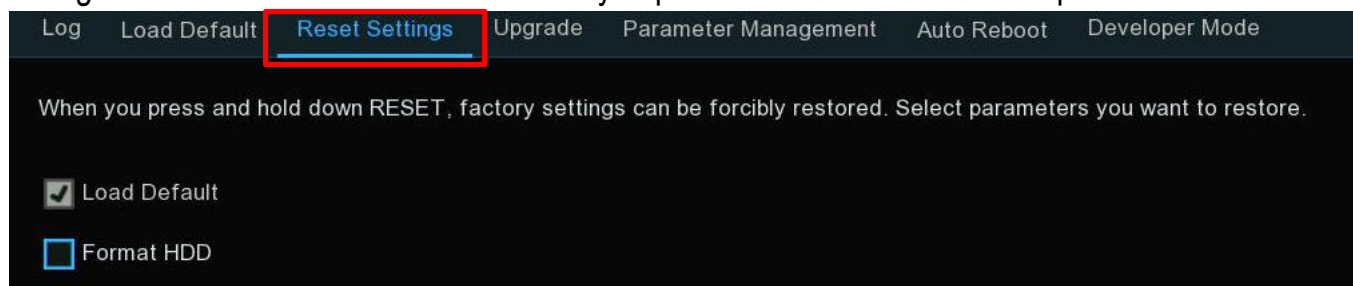 Log Load Default Reset Settings Upgrade Parameter Management Auto Reboot Developer Mode
When you press and hold down RESET, factory settings can be forcibly restored. Select parameters you want to restore.
Load Default
Format HDD